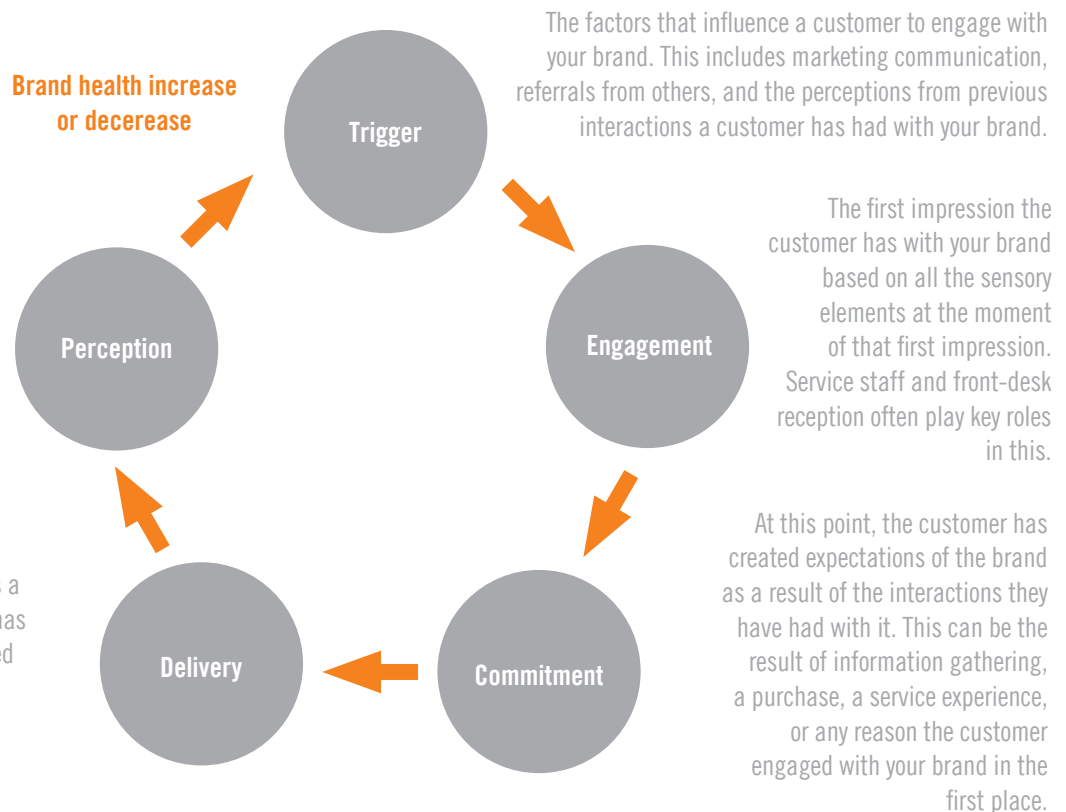 The factors that influence a customer to engage with
your brand. This includes marketing communication,
referrals from others, and the perceptions from previous
interactions a customer has had with your brand.
Brand health increase
or decerease
Trigger
The first impression the
customer has with your brand
based on all the sensory
elements at the moment
of that first impression.
Service staff and front-desk
reception often play key roles
in this.
Perception
Engagement
At this point, the customer has
created expectations of the brand
as a result of the interactions they
have had with it. This can be the
result of information gathering,
a purchase, a service experience,
or any reason the customer
engaged with your brand in the
first place.
a
has
ed
Delivery
Commitment